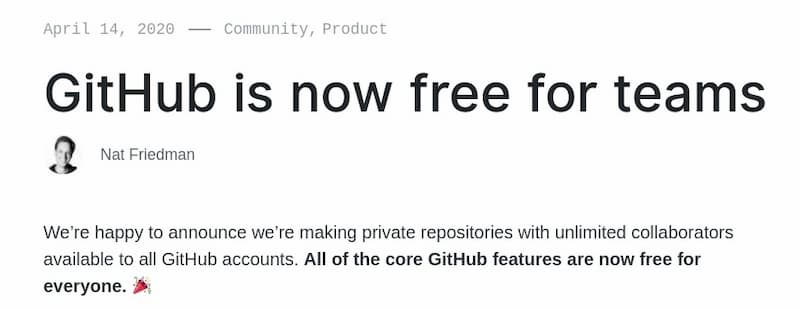 April 14, 2020 — Community, Product
GitHub is now free for teams
Nat Friedman
We’re happy to announce we’re making private repositories with unlimited collaborators
available to all GitHub accounts. All of the core GitHub features are now free for
everyone. 🎉